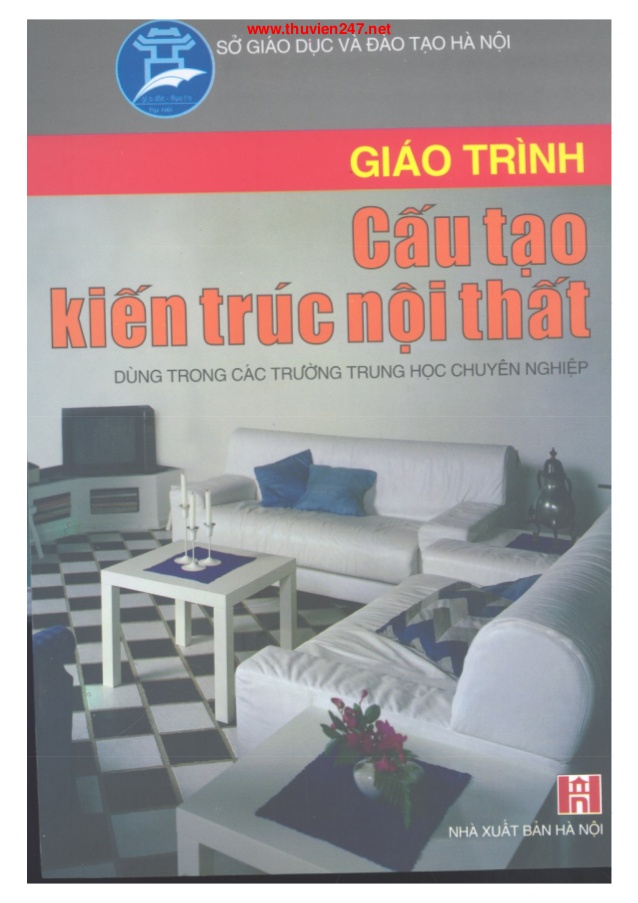 www.thuvien247.net
SỞ GIÁO DỤC VÀ ĐÀO TẠO HÀ NỘI
GIÁO TRÌNH
Cấu tạo
kiến trúc nội thất
DÙNG TRONG CÁC TRƯỜNG TRUNG HỌC CHUYÊN NGHIỆP
NHÀ XUẤT BẢN HÀ NỘI